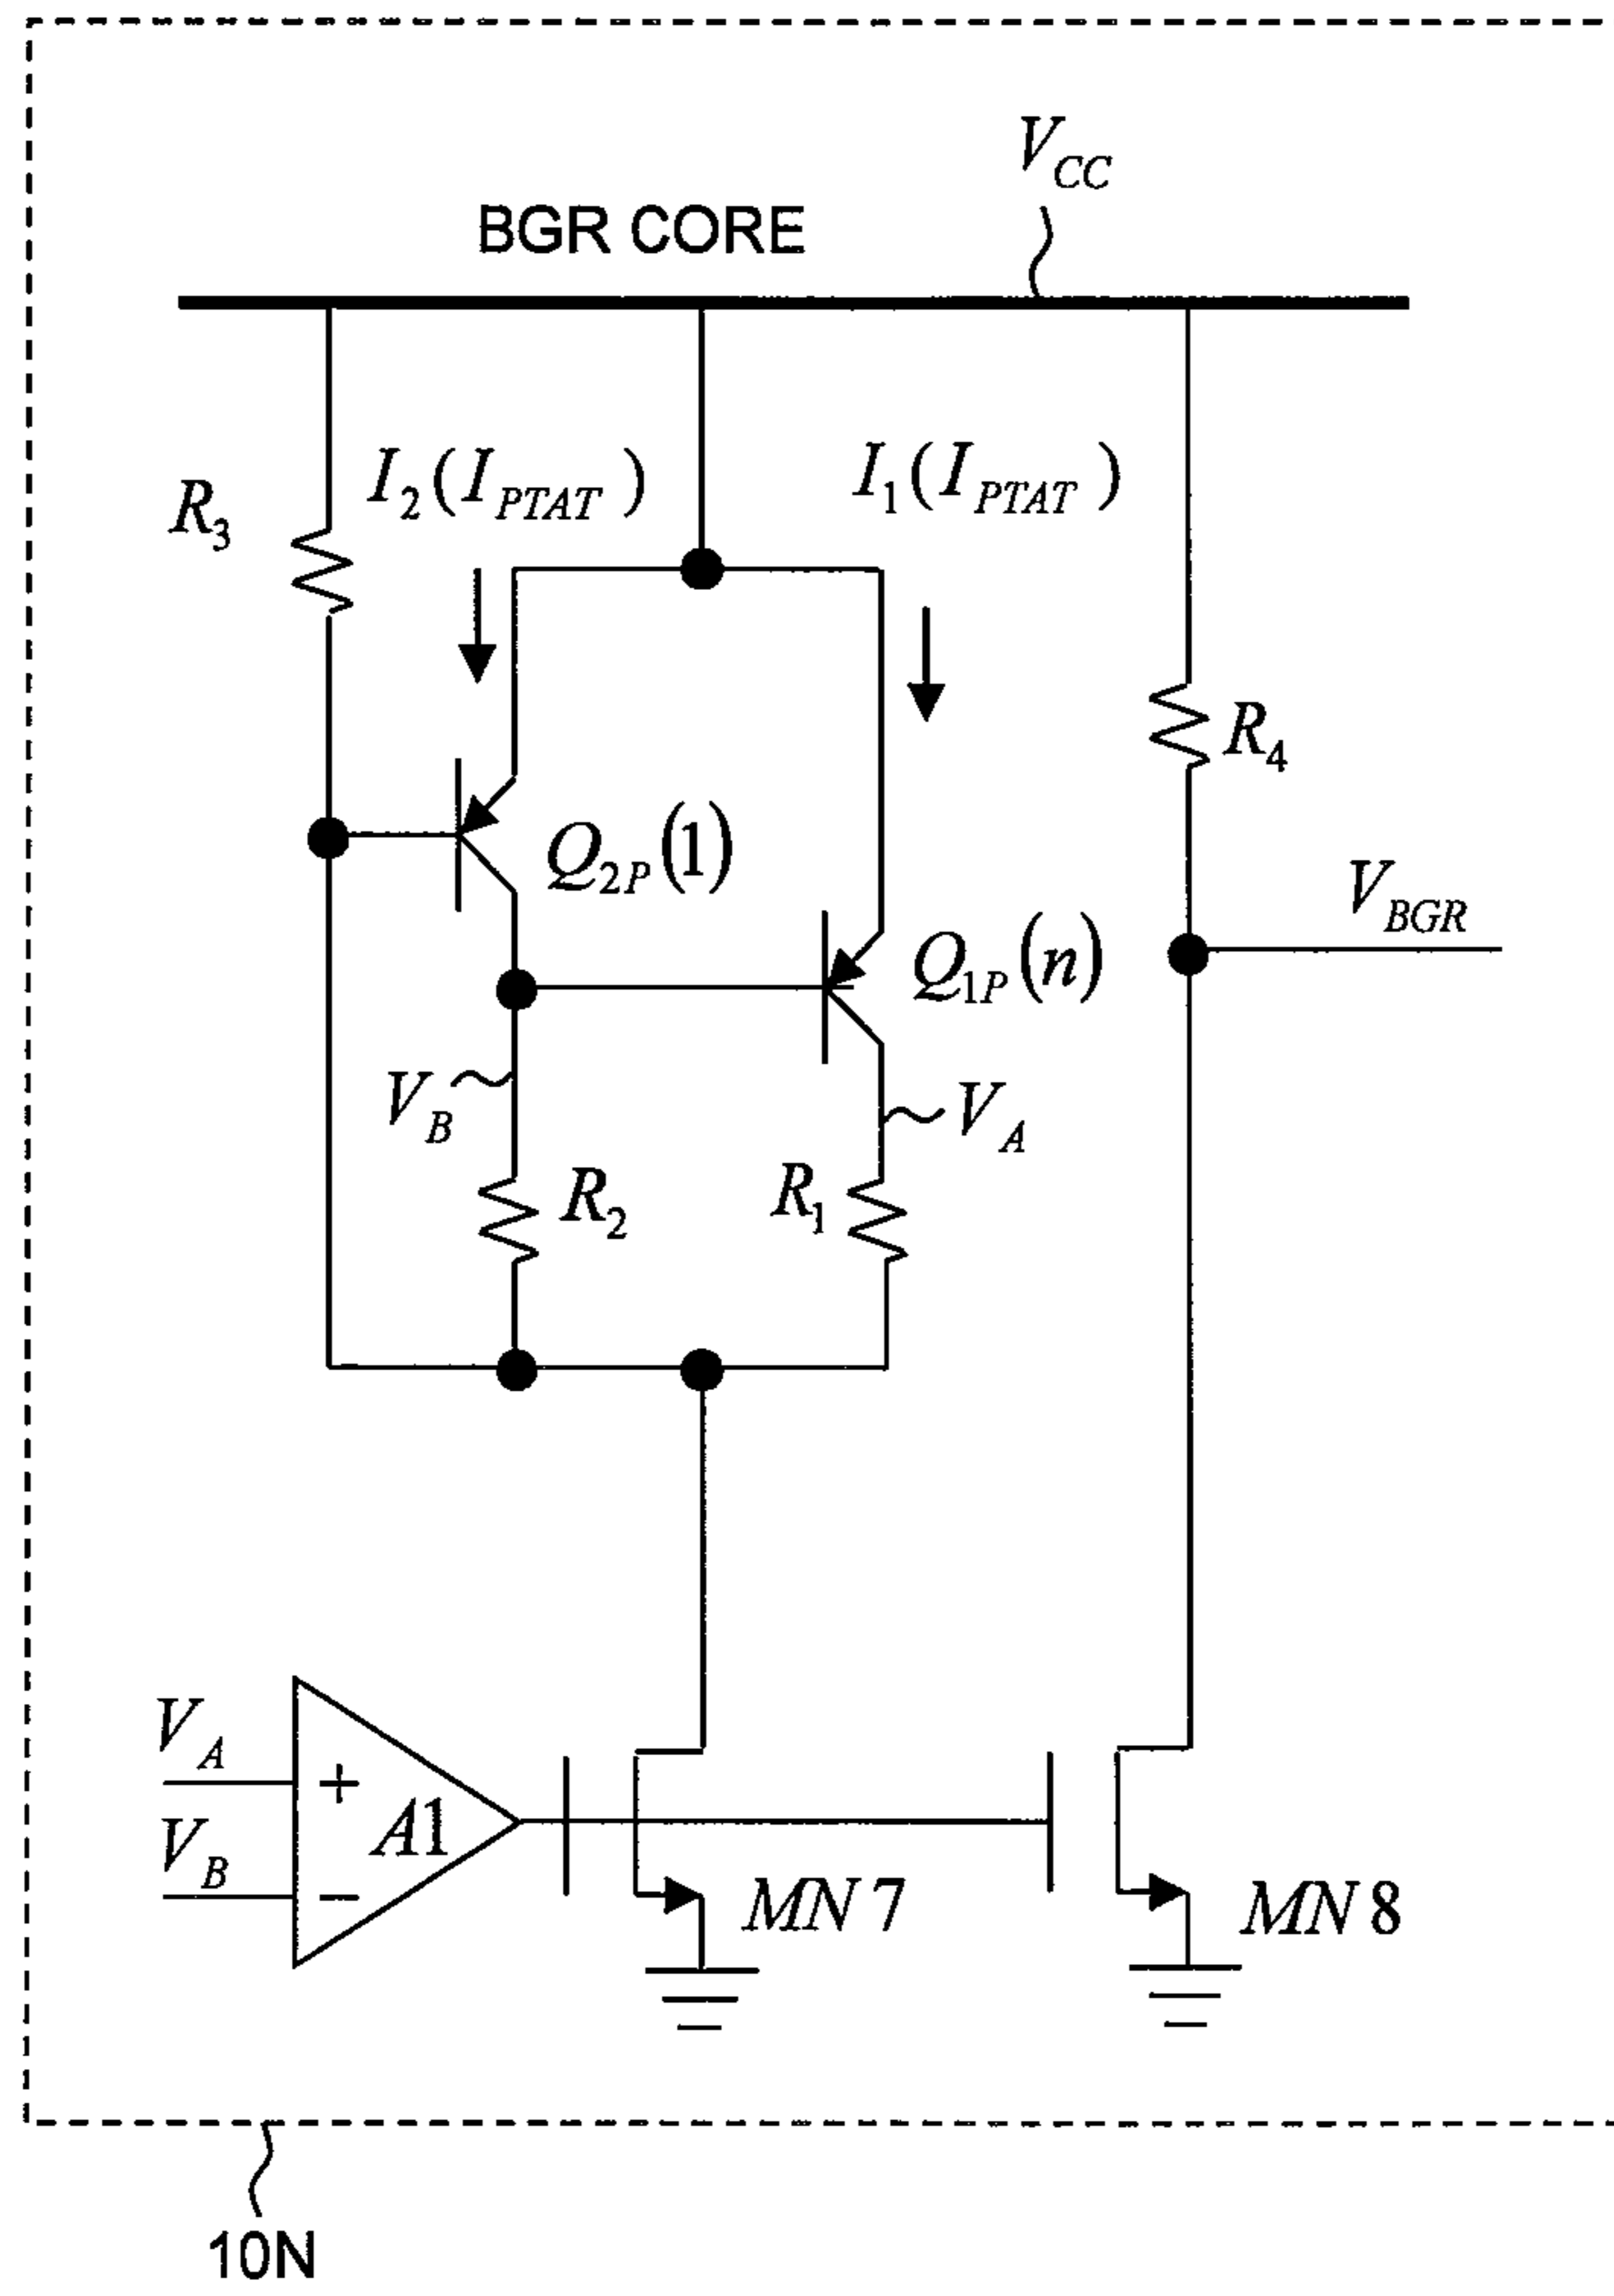 V_CC
BGR CORE
R_3
I_2(I_PTAT)
I_1(I_PTAT)
R_4
Q_2P(1)
V_BGR
Q_1P(n)
V_B
V_A
R_2
R_1
V_A
+
A1
V_B
−
MN7
MN8
10N